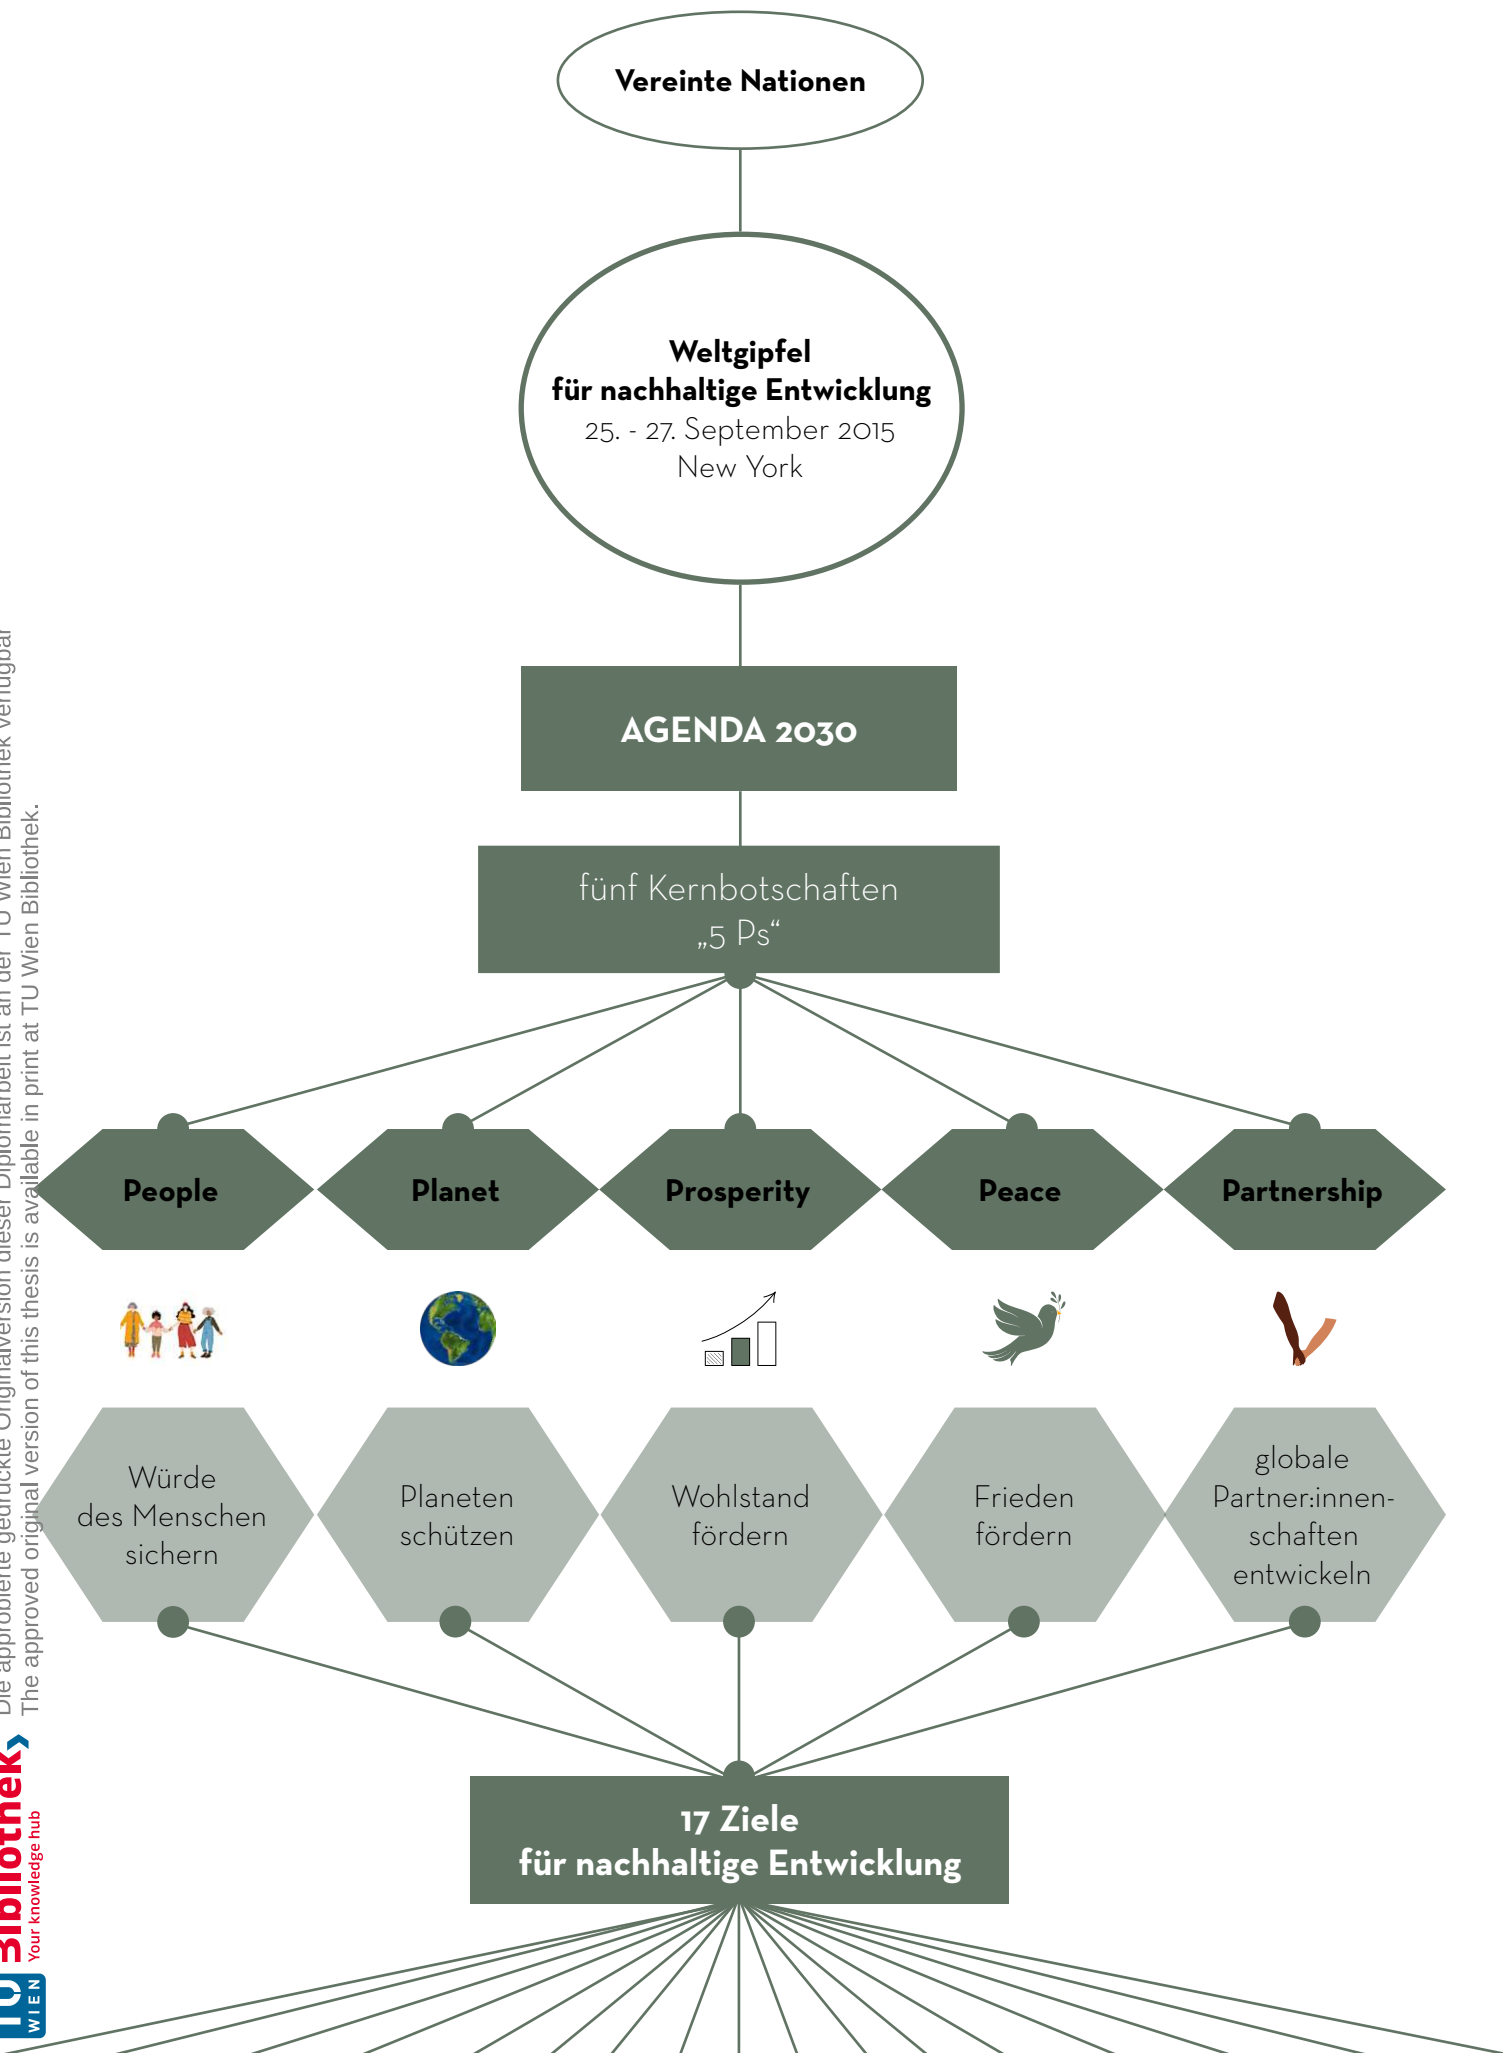 Vereinte Nationen
Weltgipfel
für nachhaltige Entwicklung
25. - 27. September 2015
New York
AGENDA 2030
fünf Kernbotschaften
„5 Ps“
People
Planet
Prosperity
Peace
Partnership
Würde
des Menschen
sichern
Planeten
schützen
Wohlstand
fördern
Frieden
fördern
globale
Partner:innen-
schaften
entwickeln
17 Ziele
für nachhaltige Entwicklung
Die approbierte gedruckte Originalversion dieser Diplomarbeit ist an der TU Wien Bibliothek verfügbar
The approved original version of this thesis is available in print at TU Wien Bibliothek.
Bibliothek
Your knowledge hub
TU
WIEN